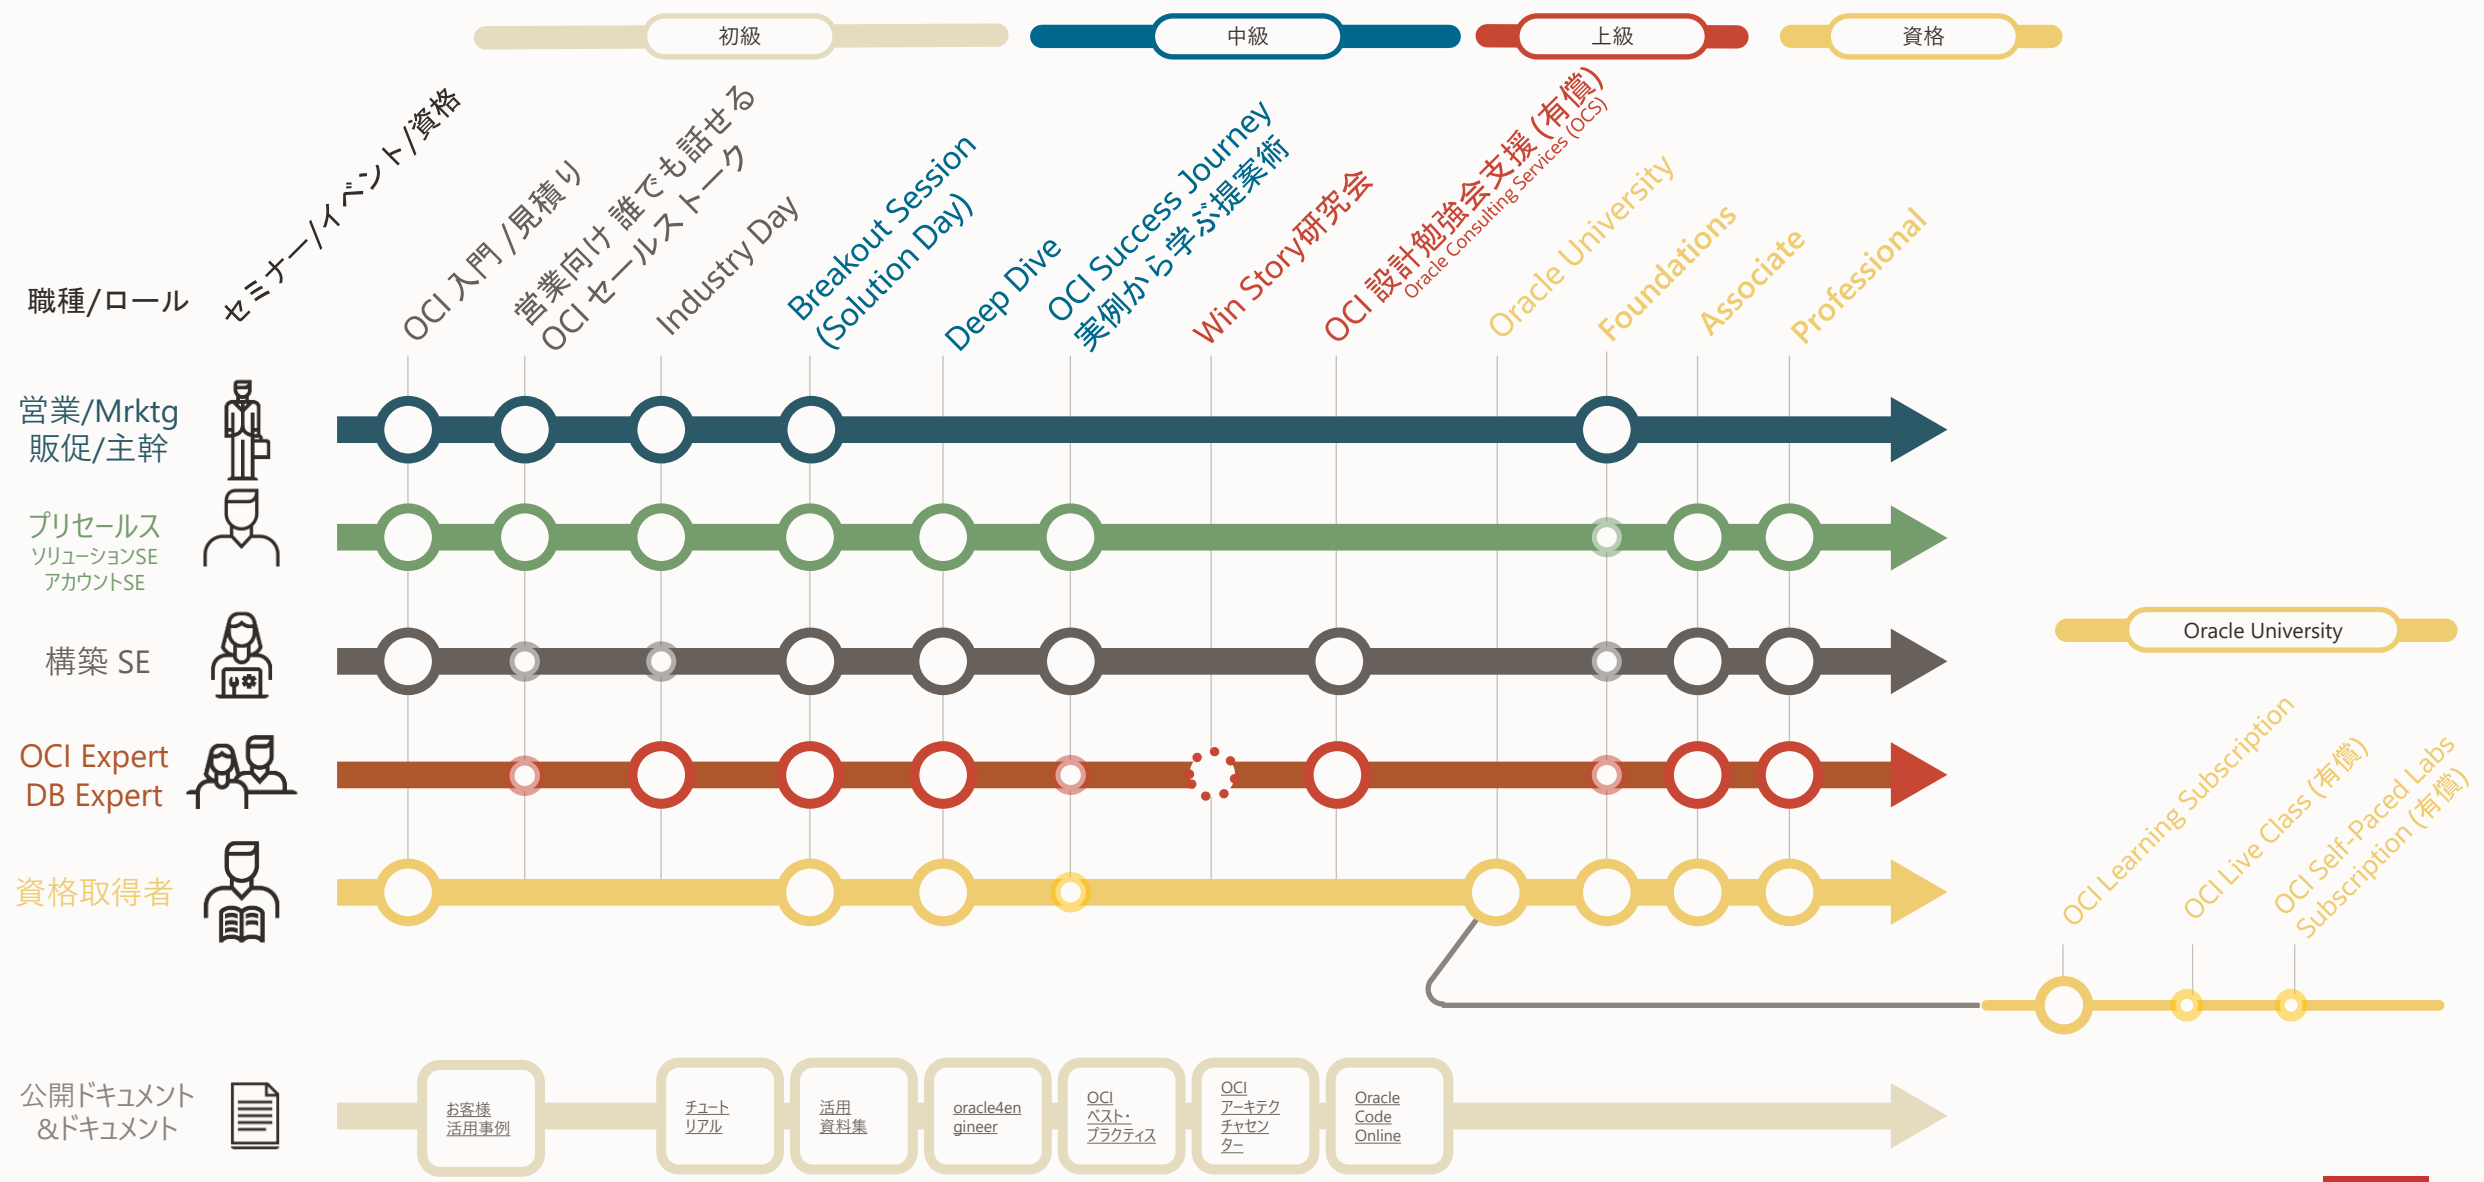 初級
中級
上級
資格
セミナー/イベント/資格
OCI 入門 /見積り
営業向け 誰でも話せる
OCI セールストーク
Industry Day
Breakout Session
(Solution Day)
Deep Dive
OCI Success Journey
実例から学ぶ提案術
Win Story研究会
OCI 設計勉強会支援 (有償)
Oracle Consulting Services (OCS)
Oracle University
Foundations
Associate
Professional
職種/ロール
営業/Mrktg
販促/主幹
プリセールス
ソリューションSE
アカウントSE
構築 SE
OCI Expert
DB Expert
資格取得者
Oracle University
OCI Learning Subscription
OCI Live Class (有償)
OCI Self-Paced Labs
Subscription (有償)
公開ドキュメント
&ドキュメント
お客様
活用事例
チュート
リアル
活用
資料集
oracle4en
gineer
OCI
ベスト・
プラクティス
OCI
アーキテク
チャセン
ター
Oracle
Code
Online